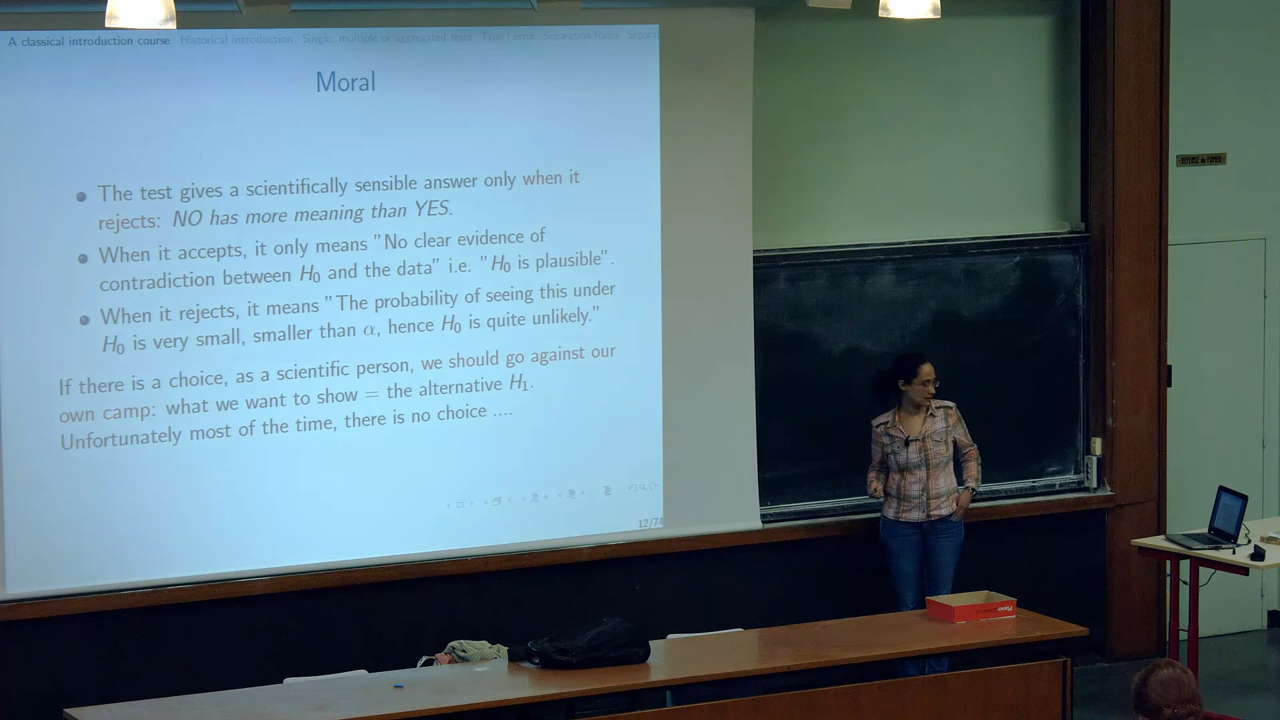 A classical introduction course Historical introduction Single, multiple or aggregated tests Type I error Separation Rates Separa
Moral
The test gives a scientifically sensible answer only when it
rejects: NO has more meaning than YES.
When it accepts, it only means "No clear evidence of
contradiction between H0 and the data" i.e. "H0 is plausible".
When it rejects, it means "The probability of seeing this under
H0 is very small, smaller than α, hence H0 is quite unlikely."
If there is a choice, as a scientific person, we should go against our
own camp: what we want to show = the alternative H1.
Unfortunately most of the time, there is no choice ....
12/74
DEFENSE de FUMER